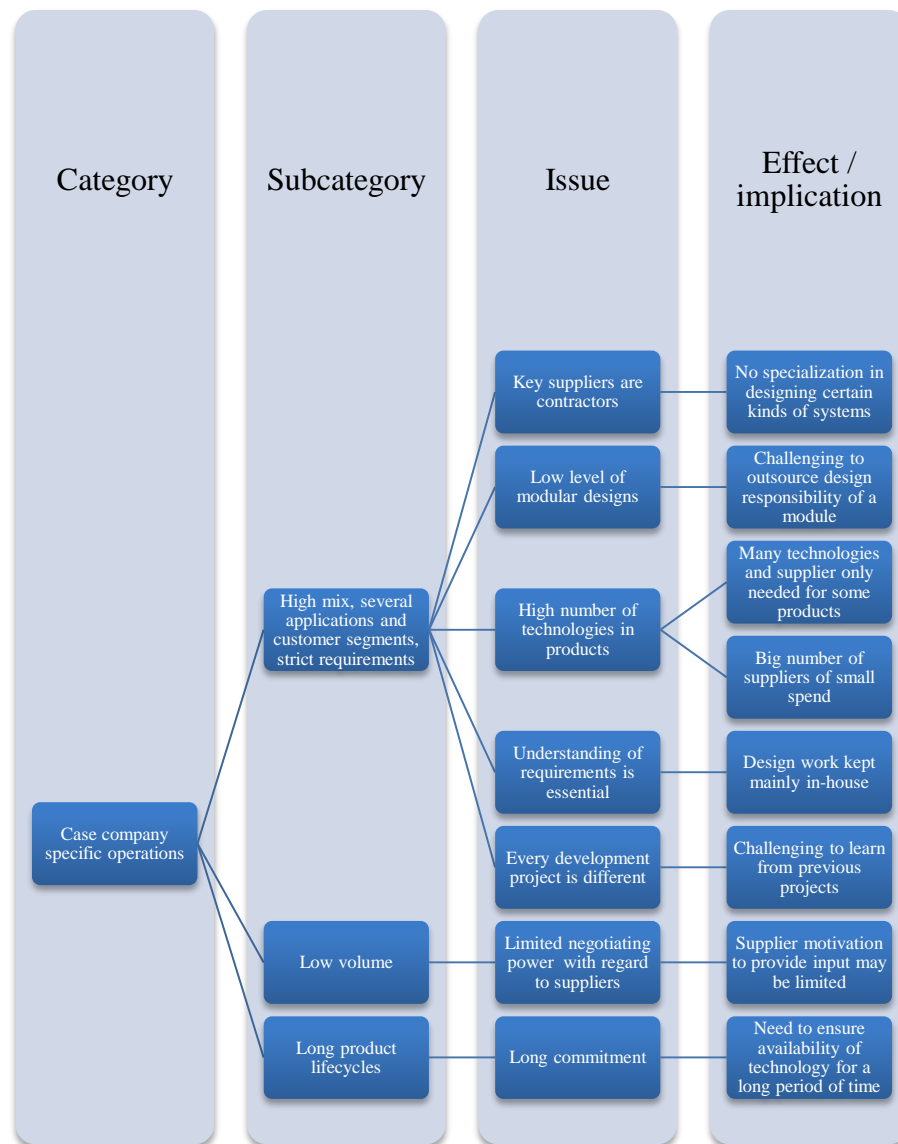 Category
Subcategory
Issue
Effect /
implication
Key suppliers are
contractors
No specialization in
designing certain
kinds of systems
Low level of
modular designs
Challenging to
outsource design
responsibility of a
module
High mix, several
applications and
customer segments,
strict requirements
High number of
technologies in
products
Many technologies
and supplier only
needed for some
products
Big number of
suppliers of small
spend
Understanding of
requirements is
essential
Design work kept
mainly in-house
Case company
specific operations
Every development
project is different
Challenging to learn
from previous
projects
Low volume
Limited negotiating
power with regard
to suppliers
Supplier motivation
to provide input may
be limited
Long product
lifecycles
Long commitment
Need to ensure
availability of
technology for a
long period of time